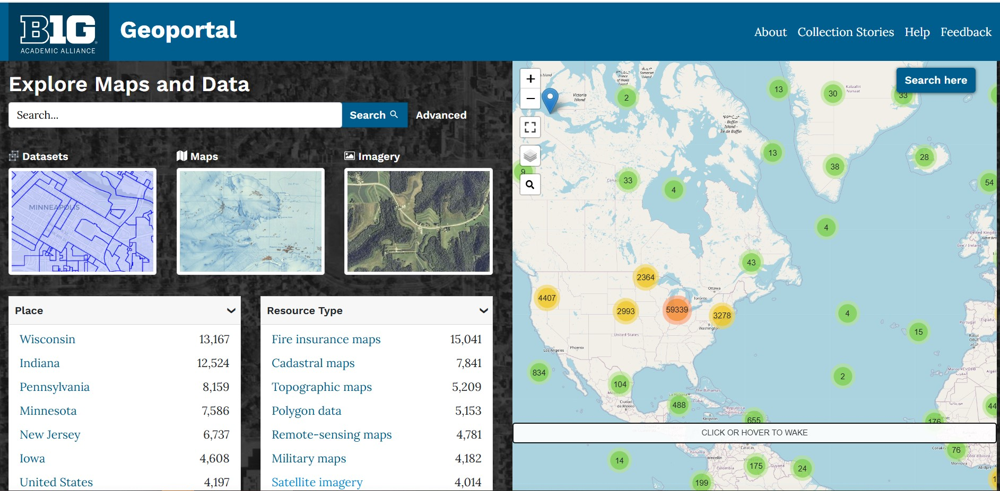 B1G
ACADEMIC ALLIANCE
Geoportal
About
Collection Stories
Help
Feedback
Explore Maps and Data
Search...
Search
Advanced
Datasets
Maps
Imagery
MINNEAPOLIS
Place
Wisconsin 13,167
Indiana 12,524
Pennsylvania 8,159
Minnesota 7,586
New Jersey 6,737
Iowa 4,608
United States 4,197
Resource Type
Fire insurance maps 15,041
Cadastral maps 7,841
Topographic maps 5,209
Polygon data 5,153
Remote-sensing maps 4,781
Military maps 4,182
Satellite imagery 4,014
+
−
Search here
Prince
of Wales
Island
Somerset
Island
Victoria
Island
2
13
30
Kalaallit
Nunaat
33
- Baffin
Island -
Île de Baffin
13
38
28
9
33
4
54
4
United Kingdo
Éire / Ireland
43
2364
Ottawa
Toronto
4407
2993
59339
3278
Washington
4
15
Portugal
España
Rabat
United States
Los Angeles
Phoenix
834
104
2
Ciudad
de México
La Habana
Cuba
The Bahamas
488
Kingston
República
Dominicana
655
176
44
CLICK OR HOVER TO WAKE
Panamá
Caracas
Medellín
Colombia
14
175
Guyana
24
199
76
Monrovia
Côte d'Ivoire
Abidjan